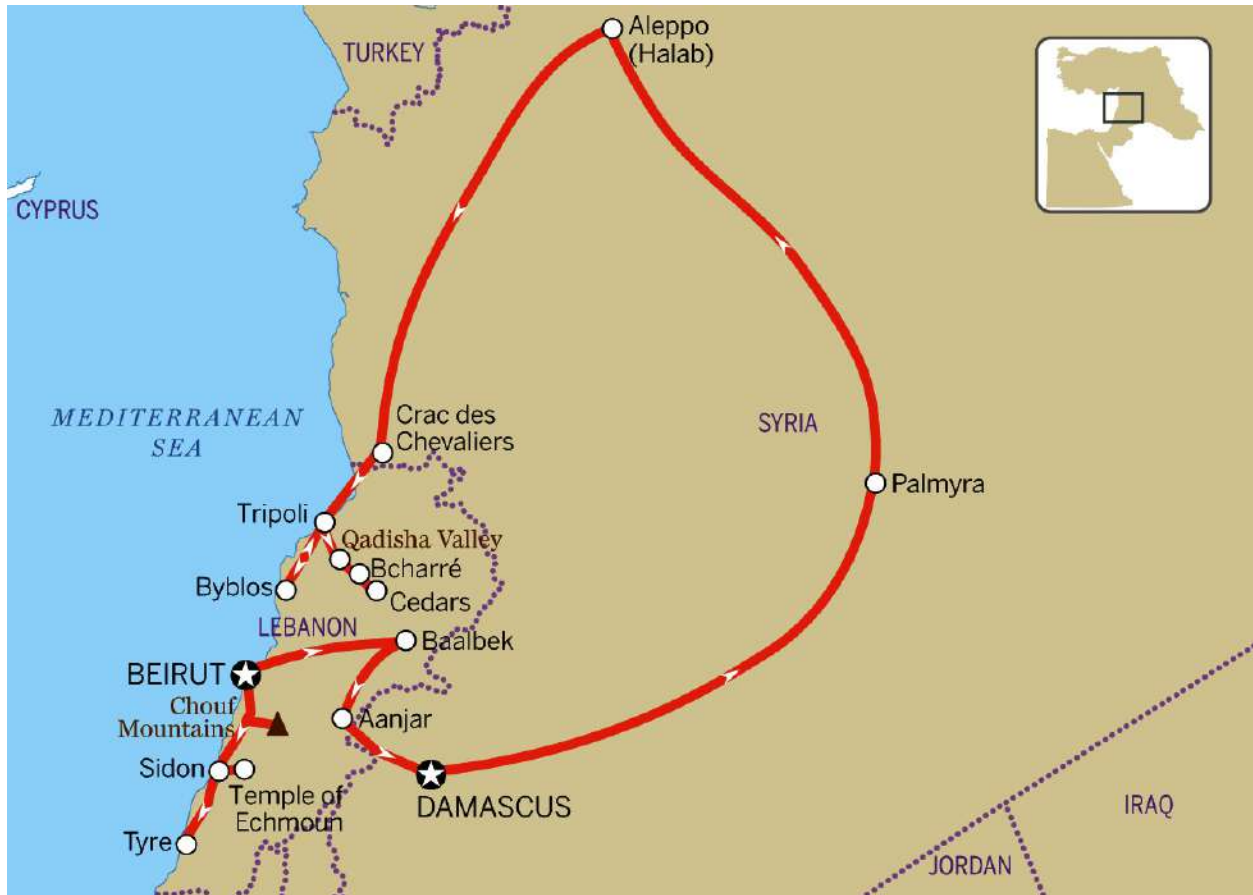 Aleppo
(Halab)
TURKEY
CYPRUS
MEDITERRANEAN
SEA
Crac des
Chevaliers
SYRIA
Palmyra
Tripoli
Qadisha Valley
Bcharré
Byblos
Cedars
LEBANON
Baalbek
BEIRUT
Chouf
Mountains
Aanjar
Sidon
Temple of
Echmoun
DAMASCUS
Tyre
IRAQ
JORDAN